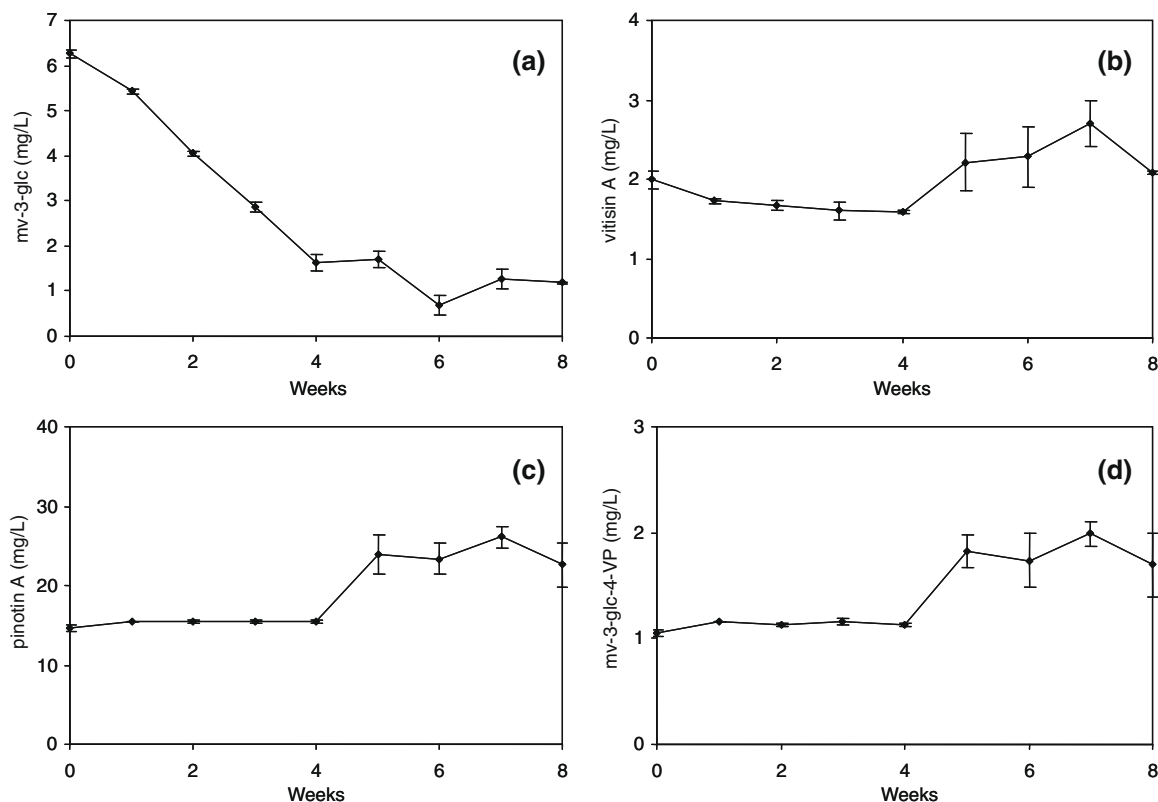 (a)
mv-3-glc (mg/L)
7
6
5
4
3
2
1
0
0 2 4 6 8
Weeks
(b)
vitisin A (mg/L)
4
3
2
1
0
0 2 4 6 8
Weeks
(c)
pinotin A (mg/L)
40
30
20
10
0
0 2 4 6 8
Weeks
(d)
mv-3-glc-4-VP (mg/L)
3
2
1
0
0 2 4 6 8
Weeks